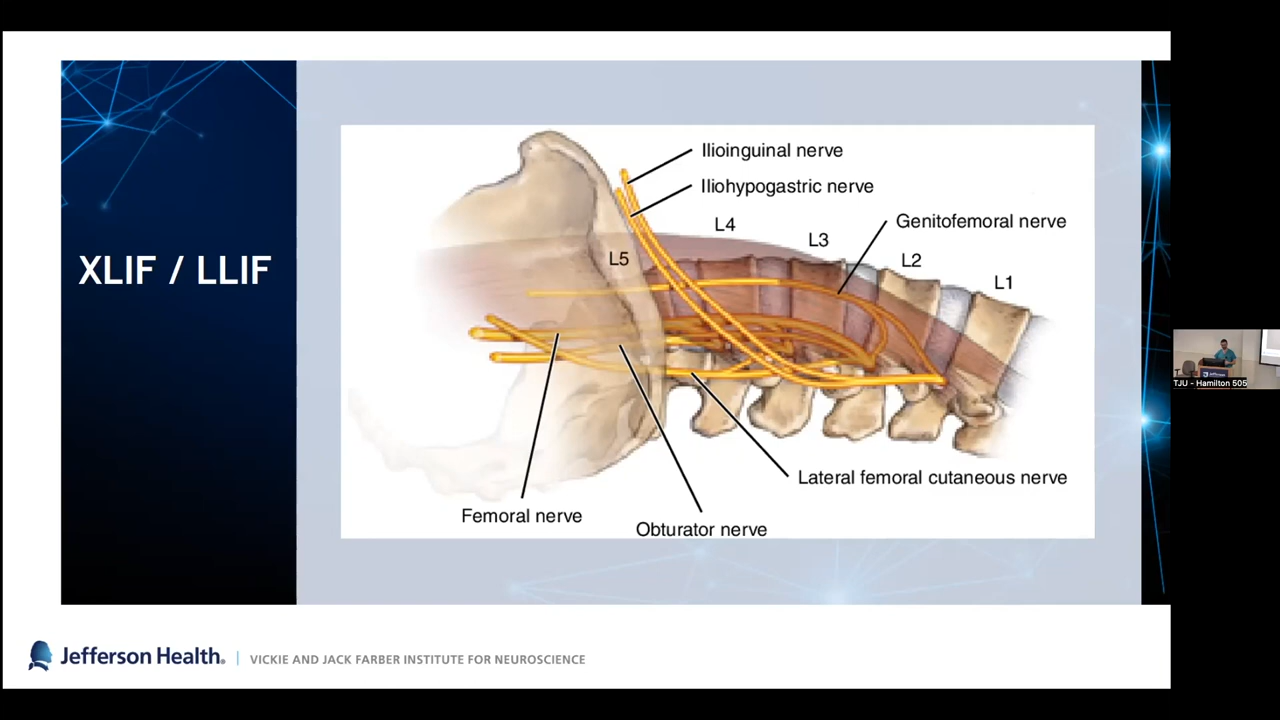 XLIF / LLIF
Ilioinguinal nerve
Iliohypogastric nerve
Genitofemoral nerve
L4
L3
L5
L2
L1
Lateral femoral cutaneous nerve
Femoral nerve
Obturator nerve
TJU - Hamilton 505
Jefferson Health.
VICKIE AND JACK FARBER INSTITUTE FOR NEUROSCIENCE